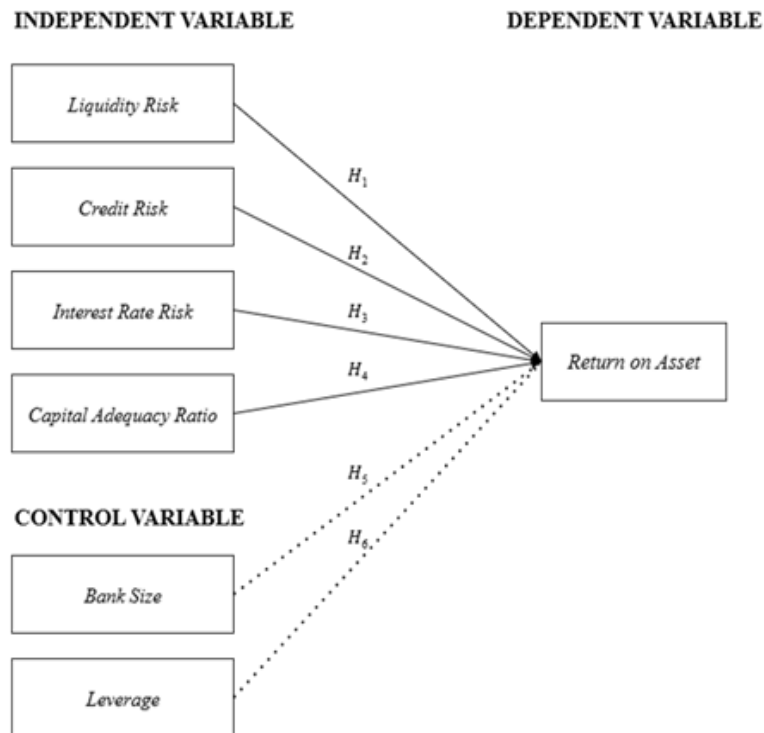 INDEPENDENT VARIABLE
DEPENDENT VARIABLE
Liquidity Risk
H1
Credit Risk
H2
Interest Rate Risk
H3
Return on Asset
H4
Capital Adequacy Ratio
H5
CONTROL VARIABLE
H6
Bank Size
Leverage